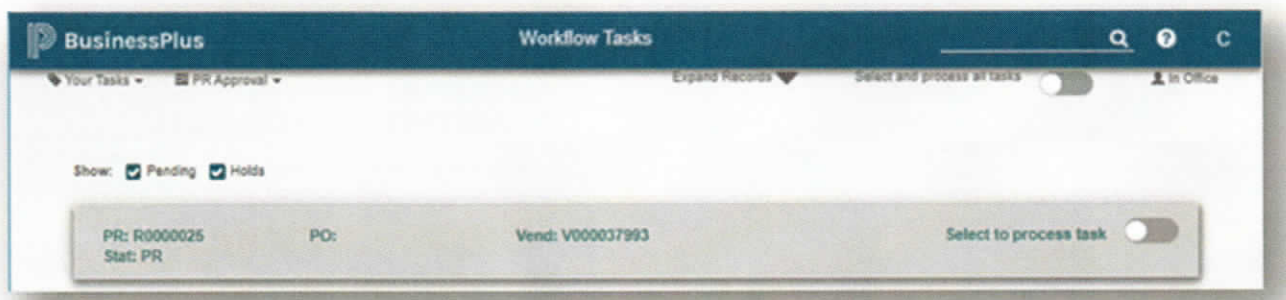 BusinessPlus Workflow Tasks ? C
Your Tasks PR Approval Expand Records Select and process all tasks In Office
Show: Pending Holds
PR: R0000025 PO: Vend: V000037993 Select to process task
Stat: PR